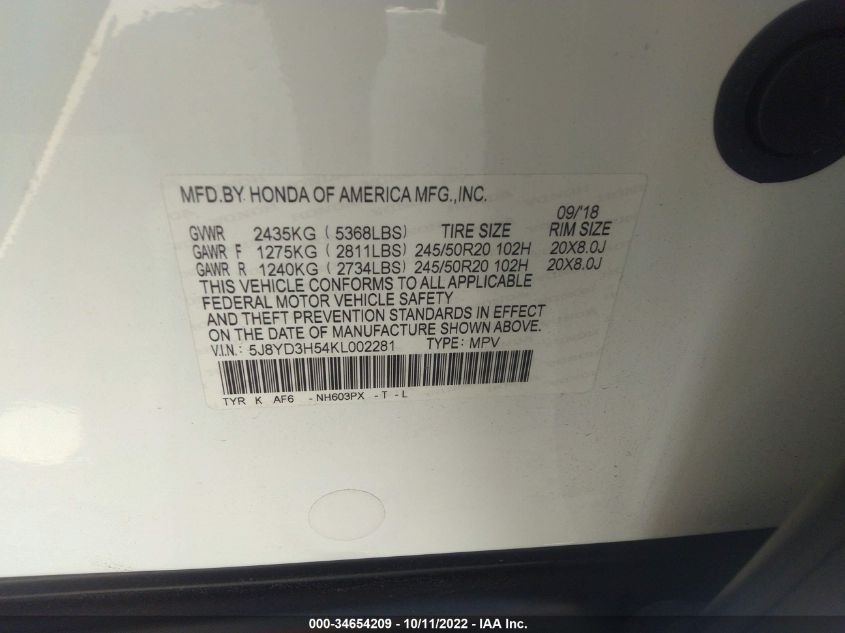 MFD.BY HONDA OF AMERICA MFG.,INC.
09/'18
GVWR 2435KG ( 5368LBS) TIRE SIZE RIM SIZE
GAWR F 1275KG ( 2811LBS) 245/50R20 102H 20X8.0J
GAWR R 1240KG ( 2734LBS) 245/50R20 102H 20X8.0J
THIS VEHICLE CONFORMS TO ALL APPLICABLE
FEDERAL MOTOR VEHICLE SAFETY
AND THEFT PREVENTION STANDARDS IN EFFECT
ON THE DATE OF MANUFACTURE SHOWN ABOVE.
V.I.N.: 5J8YD3H54KL002281 TYPE: MPV
TYR K AF6 -NH603PX -T -L
000-34654209 - 10/11/2022 - IAA Inc.